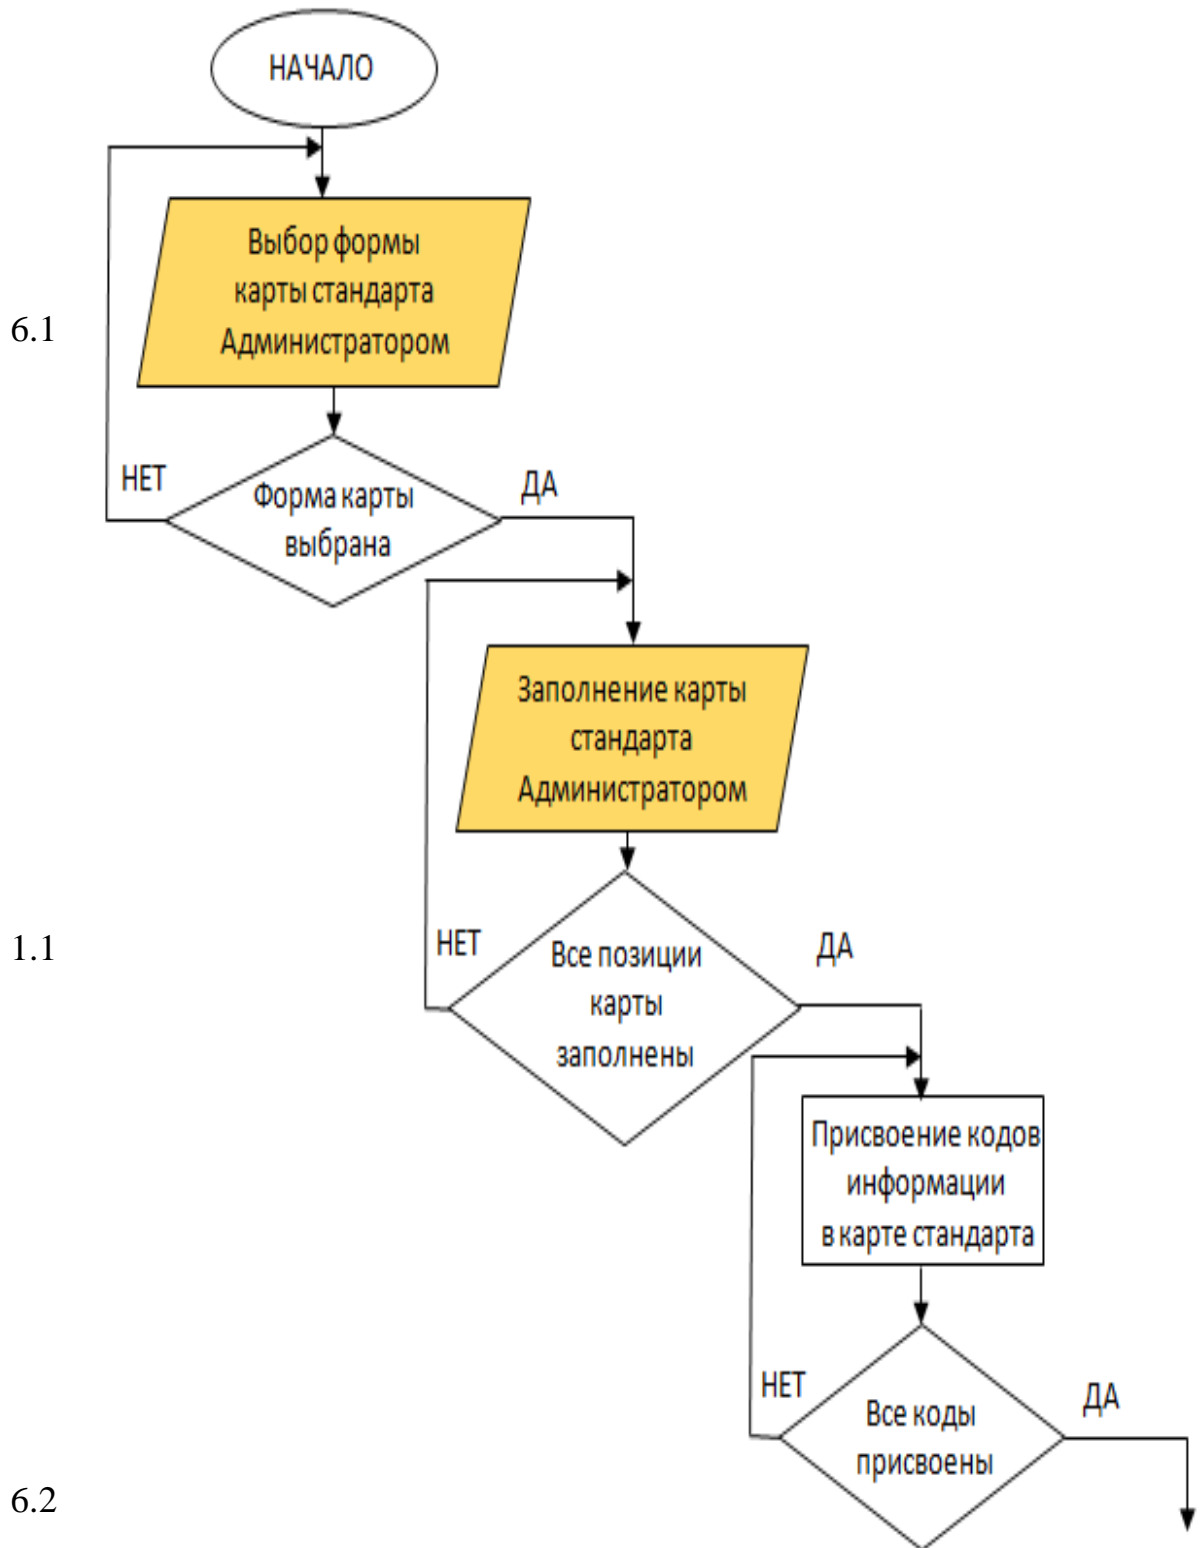 НАЧАЛО
Выбор формы
карты стандарта
Администратором
6.1
НЕТ
ДА
Форма карты
выбрана
Заполнение карты
стандарта
Администратором
1.1
НЕТ
ДА
Все позиции
карты
заполнены
Присвоение кодов
информации
в карте стандарта
НЕТ
ДА
Все коды
присвоены
6.2